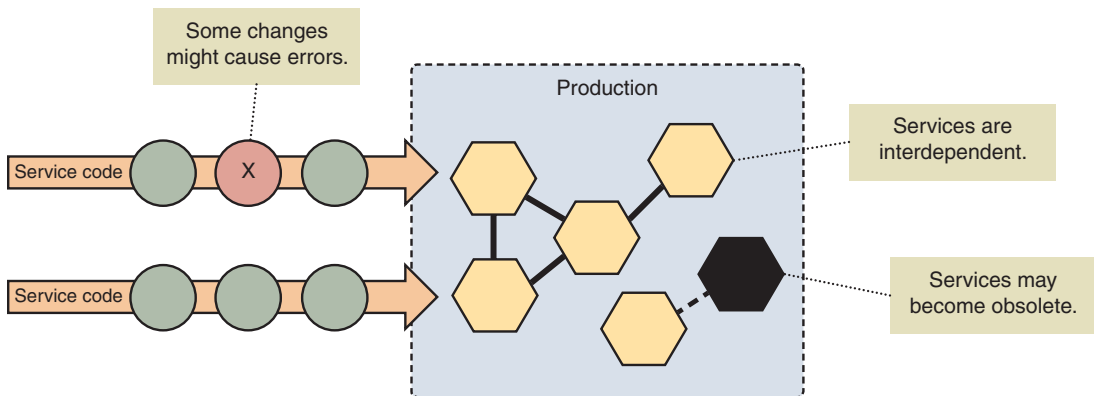 Some changes
might cause errors.
Production
Services are
interdependent.
Service code
X
Service code
Services may
become obsolete.